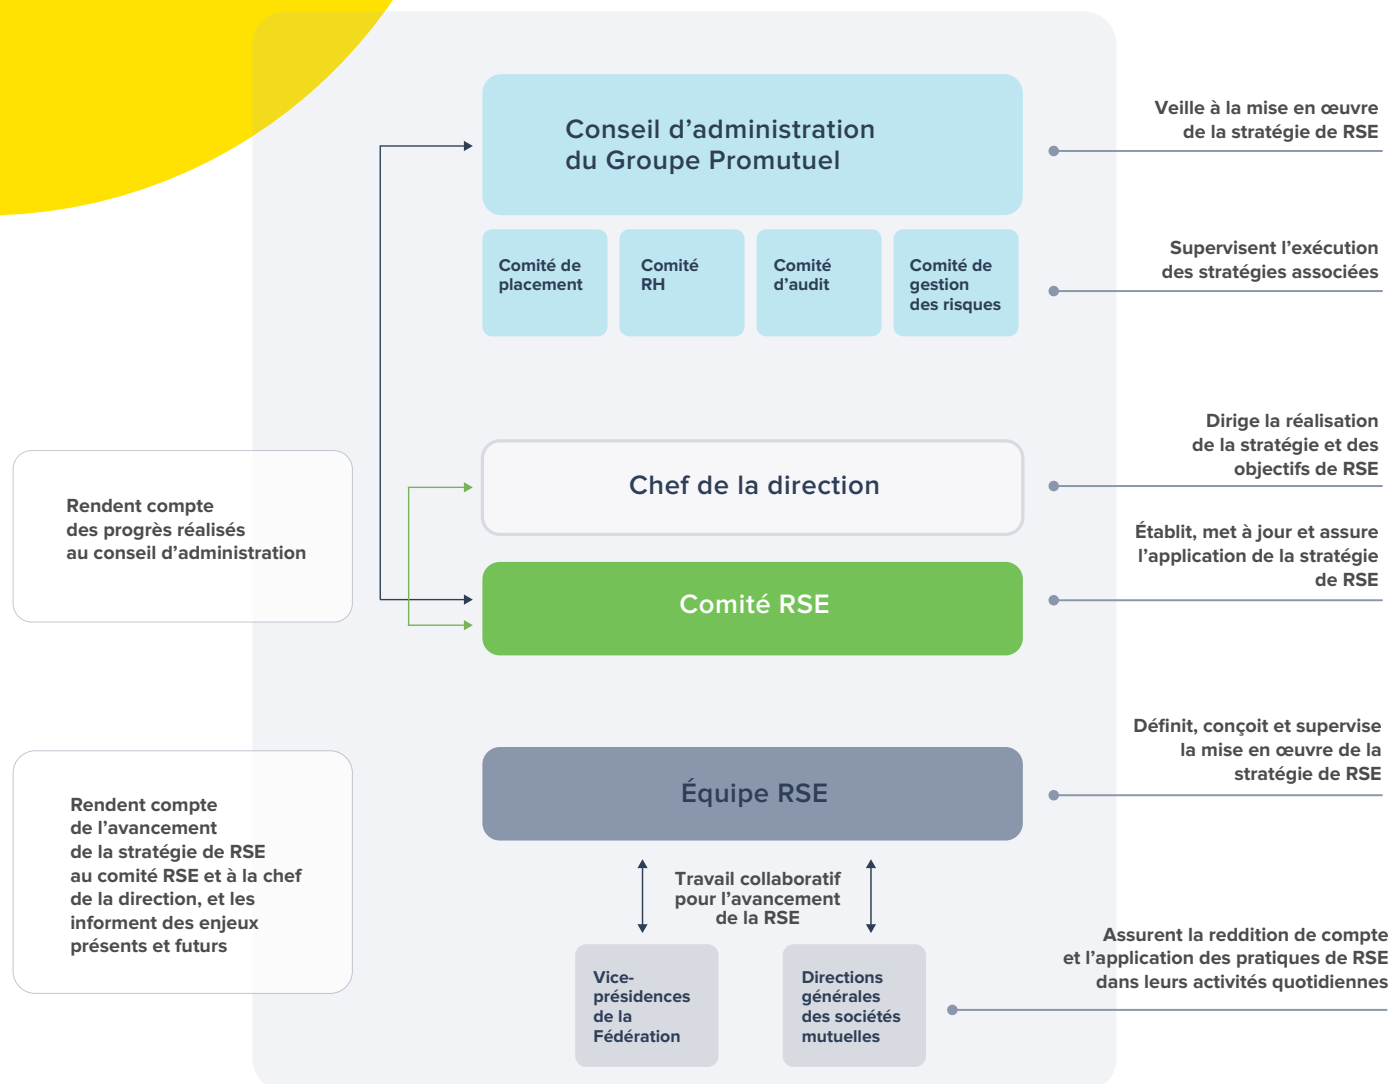 Conseil d’administration
du Groupe Promutuel
Veille à la mise en œuvre
de la stratégie de RSE
Comité de
placement
Comité
RH
Comité
d’audit
Comité de
gestion
des risques
Supervisent l’exécution
des stratégies associées
Rendent compte
des progrès réalisés
au conseil d’administration
Chef de la direction
Dirige la réalisation
de la stratégie et des
objectifs de RSE
Comité RSE
Établit, met à jour et assure
l’application de la stratégie
de RSE
Rendent compte
de l’avancement
de la stratégie de RSE
au comité RSE et à la chef
de la direction, et les
informent des enjeux
présents et futurs
Équipe RSE
Définit, conçoit et supervise
la mise en œuvre de la
stratégie de RSE
Travail collaboratif
pour l’avancement
de la RSE
Vice-
présidences
de la
Fédération
Directions
générales
des sociétés
mutuelles
Assurent la reddition de compte
et l’application des pratiques de RSE
dans leurs activités quotidiennes